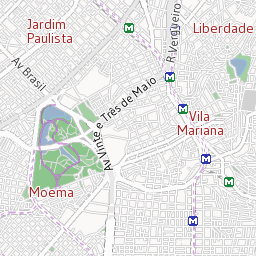 Jardim
Paulista
Liberdade
R Vergueiro
Av Brasil
Av Vinte e Três de Maio
Vila
Mariana
Moema
M
M
M
M
M
M